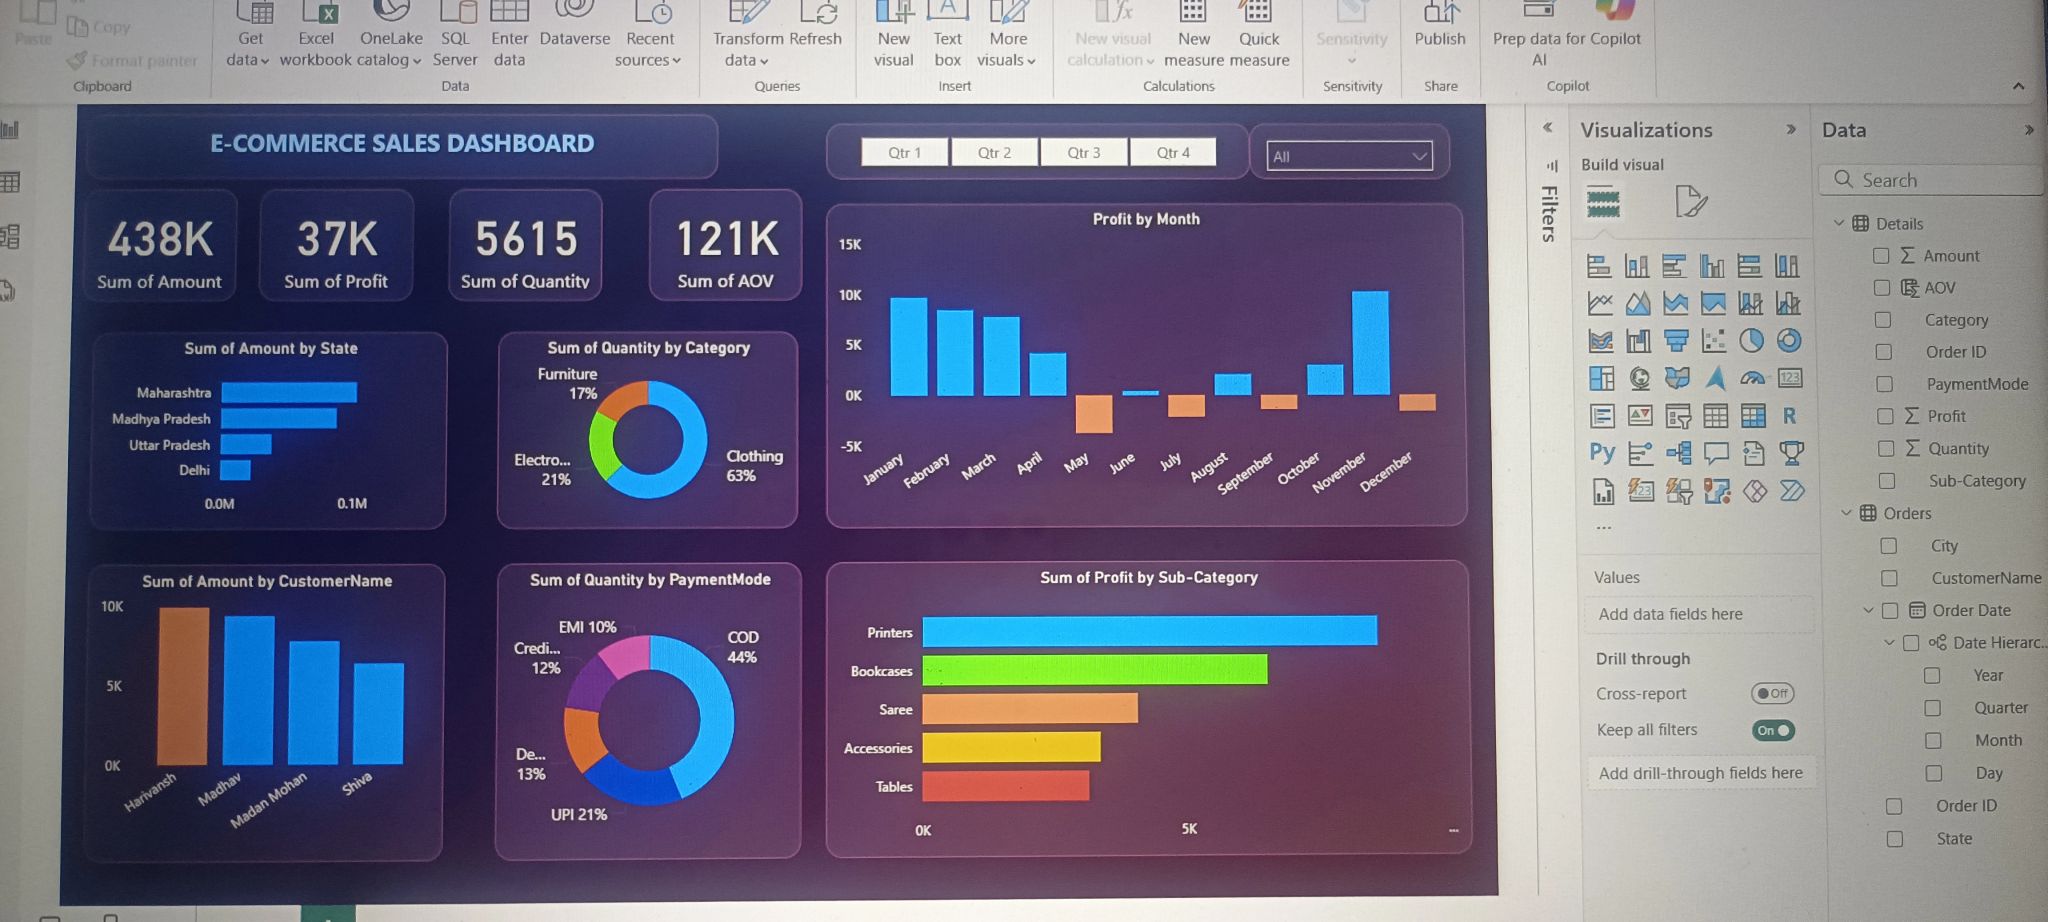 Paste
Copy
Format painter
Clipboard
Get
data
Excel
workbook
OneLake
catalog
SQL
Server
Enter
data
Dataverse
Recent
sources
Data
Transform
data
Refresh
Queries
New
visual
Text
box
More
visuals
Insert
New visual
calculation
New
measure
Quick
measure
Calculations
Sensitivity
Sensitivity
Publish
Share
Prep data for
AI
Copilot
Copilot
E-COMMERCE SALES DASHBOARD
Qtr 1
Qtr 2
Qtr 3
Qtr 4
All
438K
Sum of Amount
37K
Sum of Profit
5615
Sum of Quantity
121K
Sum of AOV
Profit by Month
15K
10K
5K
0K
-5K
January
February
March
April
May
June
July
August
September
October
November
December
Sum of Amount by State
Maharashtra
Madhya Pradesh
Uttar Pradesh
Delhi
0.0M
0.1M
Sum of Quantity by Category
Furniture
17%
Electro...
21%
Clothing
63%
Sum of Amount by CustomerName
10K
5K
0K
Harivansh
Madhav
Madan Mohan
Shiva
Sum of Quantity by PaymentMode
EMI 10%
Credi...
12%
De...
13%
UPI 21%
COD
44%
Sum of Profit by Sub-Category
Printers
Bookcases
Saree
Accessories
Tables
0K
5K
...
Filters
Visualizations
Build visual
123
R
Py
123
...
Values
Add data fields here
Drill through
Cross-report
Off
Keep all filters
On
Add drill-through fields here
Data
Search
Details
Amount
AOV
Category
Order ID
PaymentMode
Profit
Quantity
Sub-Category
Orders
City
CustomerName
Order Date
Date Hierarc...
Year
Quarter
Month
Day
Order ID
State